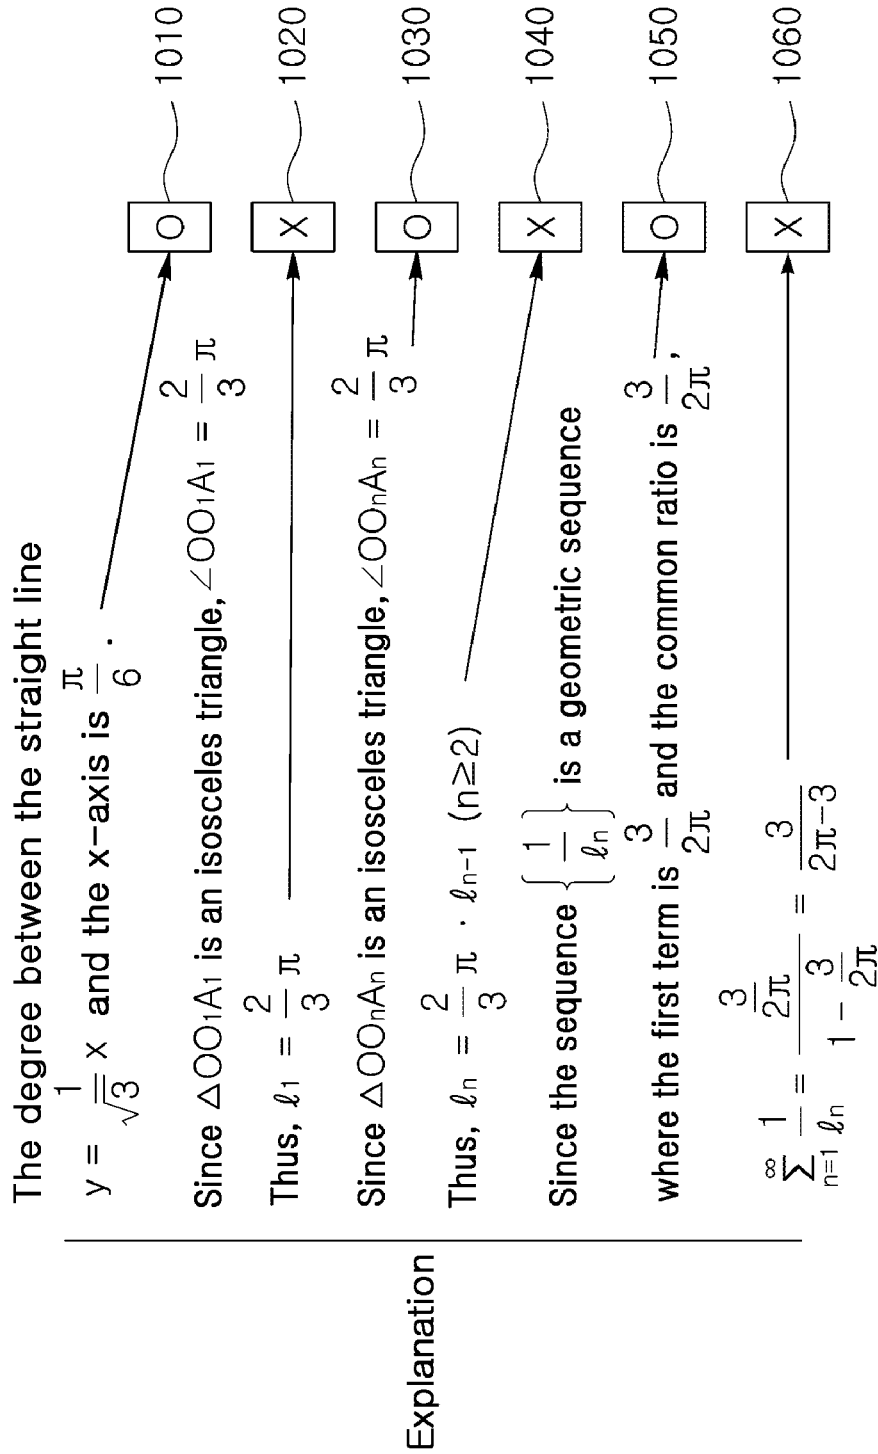 The degree between the straight line
y = 1/√3 x and the x-axis is π/6 .
O 1010
Since △OO₁A₁ is an isosceles triangle, ∠OO₁A₁ = 2/3 π
Thus, ℓ₁ = 2/3 π
X 1020
Since △OOₙAₙ is an isosceles triangle, ∠OOₙAₙ = 2/3 π
O 1030
Thus, ℓₙ = 2/3 π · ℓₙ₋₁ (n≥2)
X 1040
Since the sequence {1/ℓₙ} is a geometric sequence
where the first term is 3/2π and the common ratio is 3/2π,
O 1050
∞∑n=1 1/ℓₙ = (3/2π)/(1 - 3/2π) = 3/(2π-3)
X 1060
Explanation